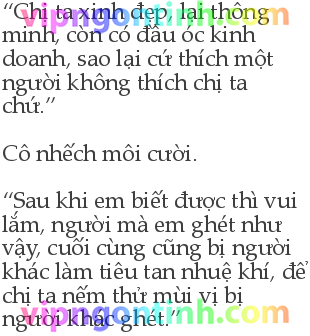 “Chị ta xinh đẹp, lại thông
minh, còn có đầu óc kinh
doanh, sao lại cứ thích một
người không thích chị ta
chứ.”
Cô nhếch môi cười.
“Sau khi em biết được thì vui
lắm, người mà em ghét như
vậy, cuối cùng cũng bị người
khác làm tiêu tan nhuệ khí, để
chị ta nếm thử mùi vị bị
người khác ghét.”
vipngontinh.com
vipngontinh.com